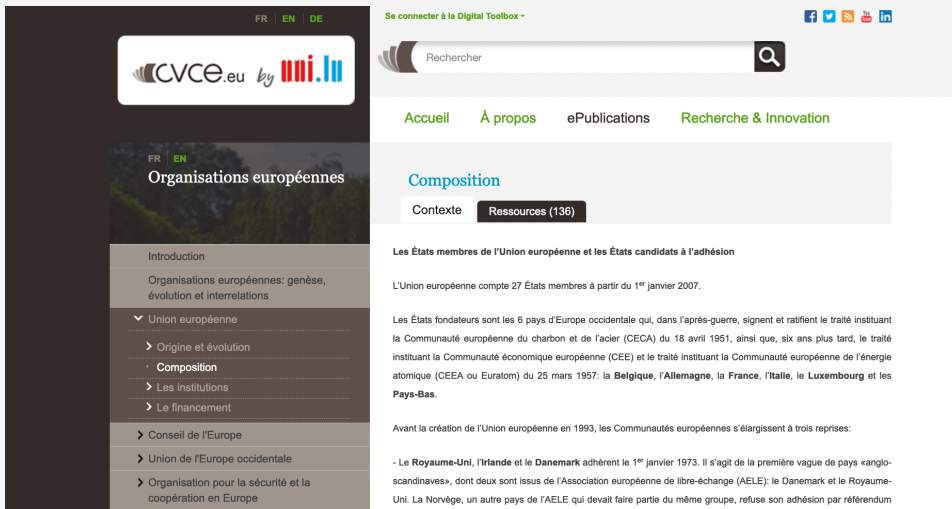 FR | EN | DE
Se connecter à la Digital Toolbox
cvce.eu by uni.lu
Rechercher
Accueil À propos ePublications Recherche & Innovation
FR | EN
Organisations européennes
Introduction
Organisations européennes: genèse,
évolution et interrelations
Union européenne
Origine et évolution
Composition
Les institutions
Le financement
Conseil de l'Europe
Union de l'Europe occidentale
Organisation pour la sécurité et la
coopération en Europe
Composition
Contexte Ressources (136)
Les États membres de l'Union européenne et les États candidats à l'adhésion
L'Union européenne compte 27 États membres à partir du 1er janvier 2007.
Les États fondateurs sont les 6 pays d'Europe occidentale qui, dans l'après-guerre, signent et ratifient le traité instituant
la Communauté européenne du charbon et de l'acier (CECA) du 18 avril 1951, ainsi que, six ans plus tard, le traité
instituant la Communauté économique européenne (CEE) et le traité instituant la Communauté européenne de l'énergie
atomique (CEEA ou Euratom) du 25 mars 1957: la Belgique, l'Allemagne, la France, l'Italie, le Luxembourg et les
Pays-Bas.
Avant la création de l'Union européenne en 1993, les Communautés européennes s'élargissent à trois reprises:
- Le Royaume-Uni, l'Irlande et le Danemark adhèrent le 1er janvier 1973. Il s'agit de la première vague de pays «anglo-
scandinaves», dont deux sont issus de l'Association européenne de libre-échange (AELE): le Danemark et le Royaume-
Uni. La Norvège, un autre pays de l'AELE qui devait faire partie du même groupe, refuse son adhésion par référendum